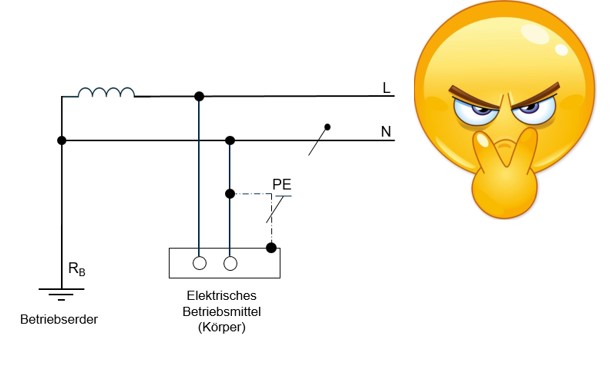 L
N
PE
RB
Elektrisches
Betriebsmittel
(Körper)
Betriebserder